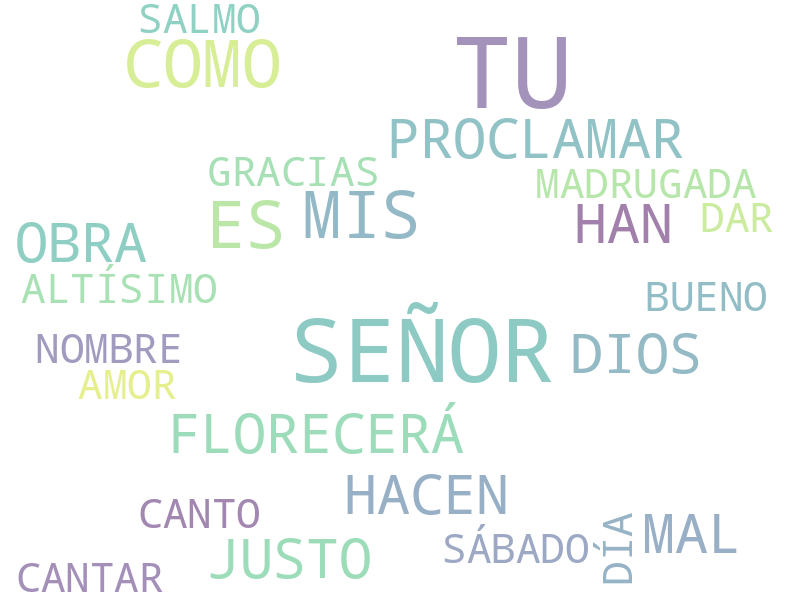 SALMO
COMO
TU
PROCLAMAR
GRACIAS
MADRUGADA
ES
MIS
HAN
DAR
OBRA
ALTÍSIMO
BUENO
NOMBRE
SEÑOR
DIOS
AMOR
FLORECERÁ
HACEN
CANTO
SÁBADO
DÍA
MAL
JUSTO
CANTAR